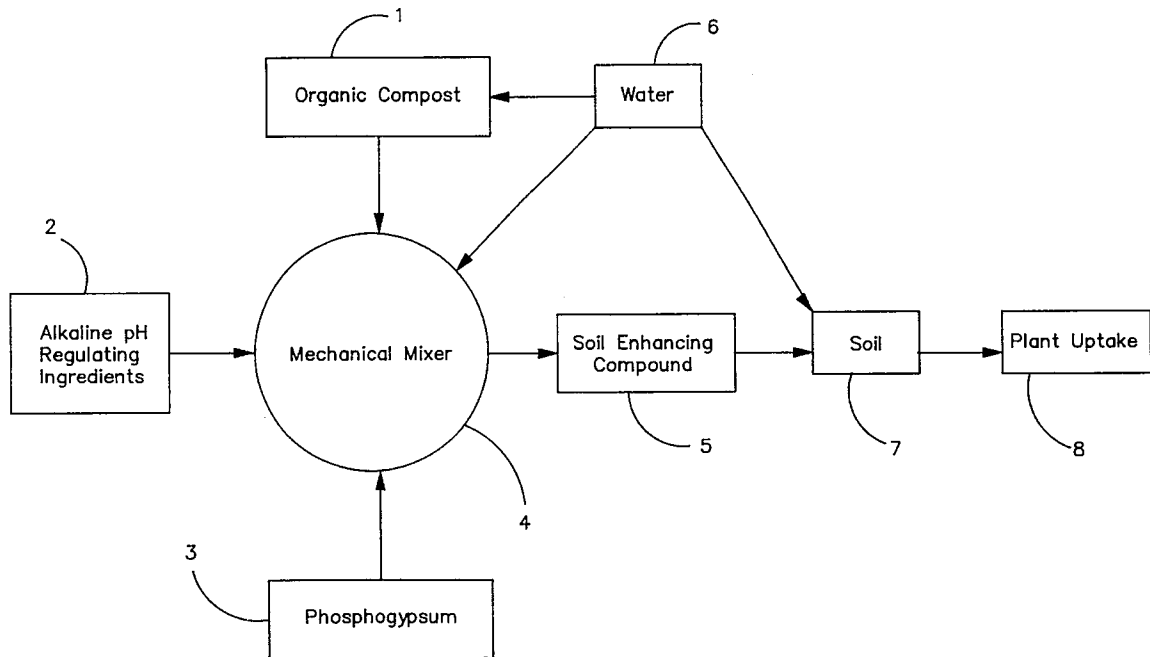 1
6
Organic Compost
Water
2
Alkaline pH
Regulating
Ingredients
Mechanical Mixer
Soil Enhancing
Compound
Soil
Plant Uptake
5
7
8
4
3
Phosphogypsum